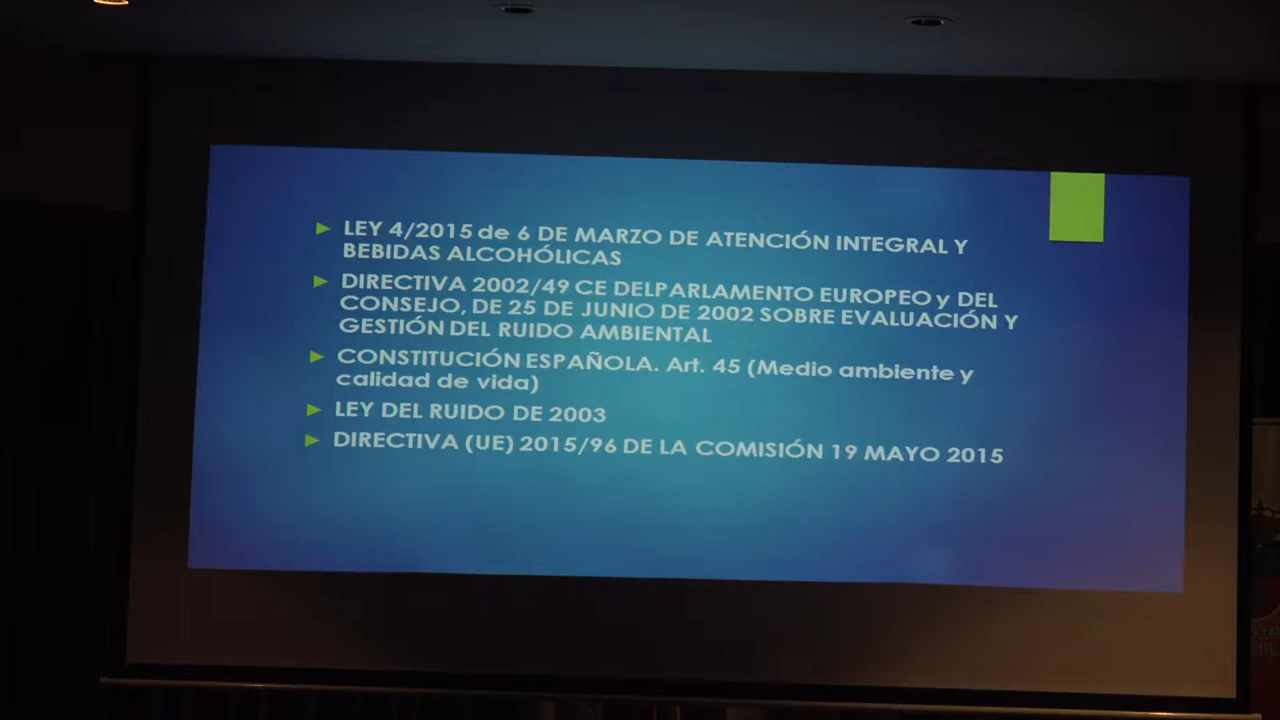 LEY 4/2015 de 6 DE MARZO DE ATENCIÓN INTEGRAL Y
BEBIDAS ALCOHÓLICAS
DIRECTIVA 2002/49 CE DELPARLAMENTO EUROPEO y DEL
CONSEJO, DE 25 DE JUNIO DE 2002 SOBRE EVALUACIÓN Y
GESTIÓN DEL RUIDO AMBIENTAL
CONSTITUCIÓN ESPAÑOLA. Art. 45 (Medio ambiente y
calidad de vida)
LEY DEL RUIDO DE 2003
DIRECTIVA (UE) 2015/96 DE LA COMISIÓN 19 MAYO 2015